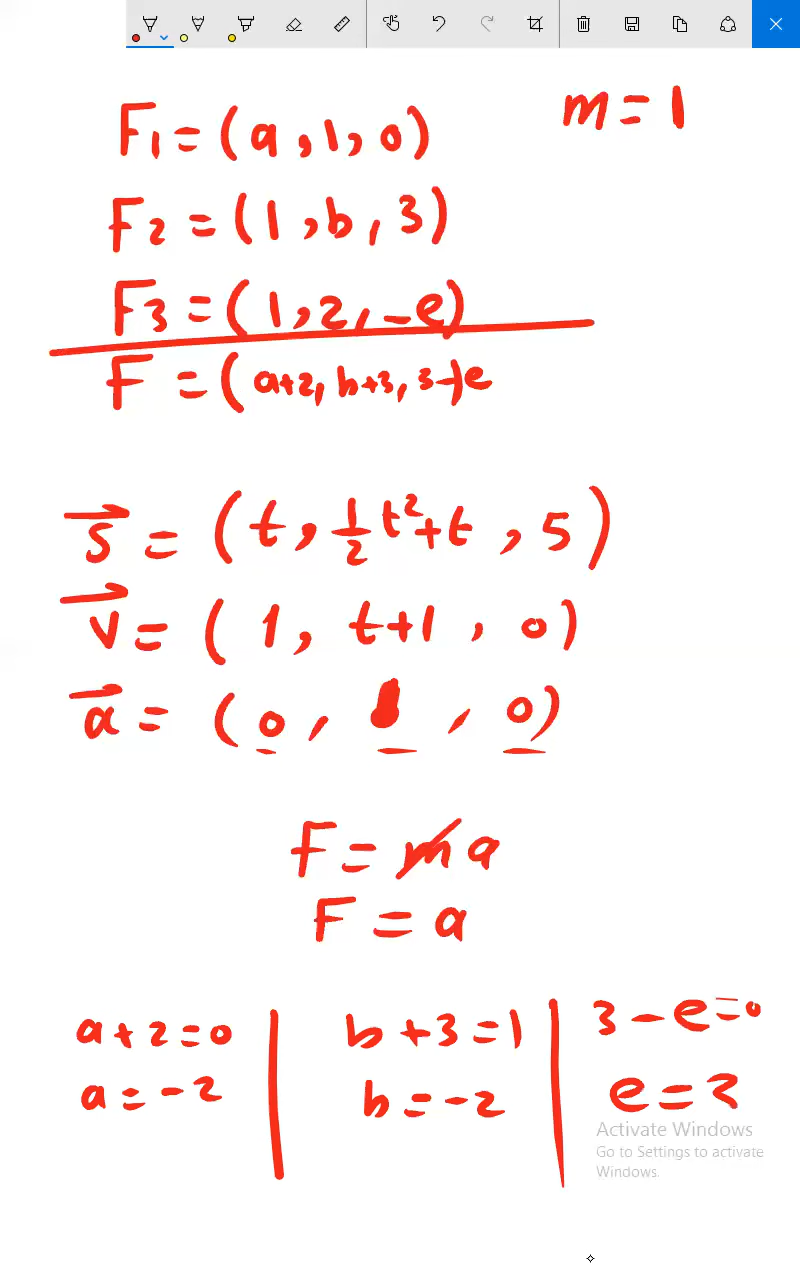 F1 = (a, 1, 0)    m = 1
F2 = (1, b, 3)
F3 = (1, 2, -e)
F = (a+2, b+3, 3-)e
s⃗ = (t, ½t²+t, 5)
v⃗ = (1, t+1, 0)
a⃗ = (0, 1, 0)
F = ma
F = a
a + 2 = 0 | b + 3 = 1 | 3 - e = 0
a = -2 | b = -2 | e = 3
Activate Windows
Go to Settings to activate
Windows.